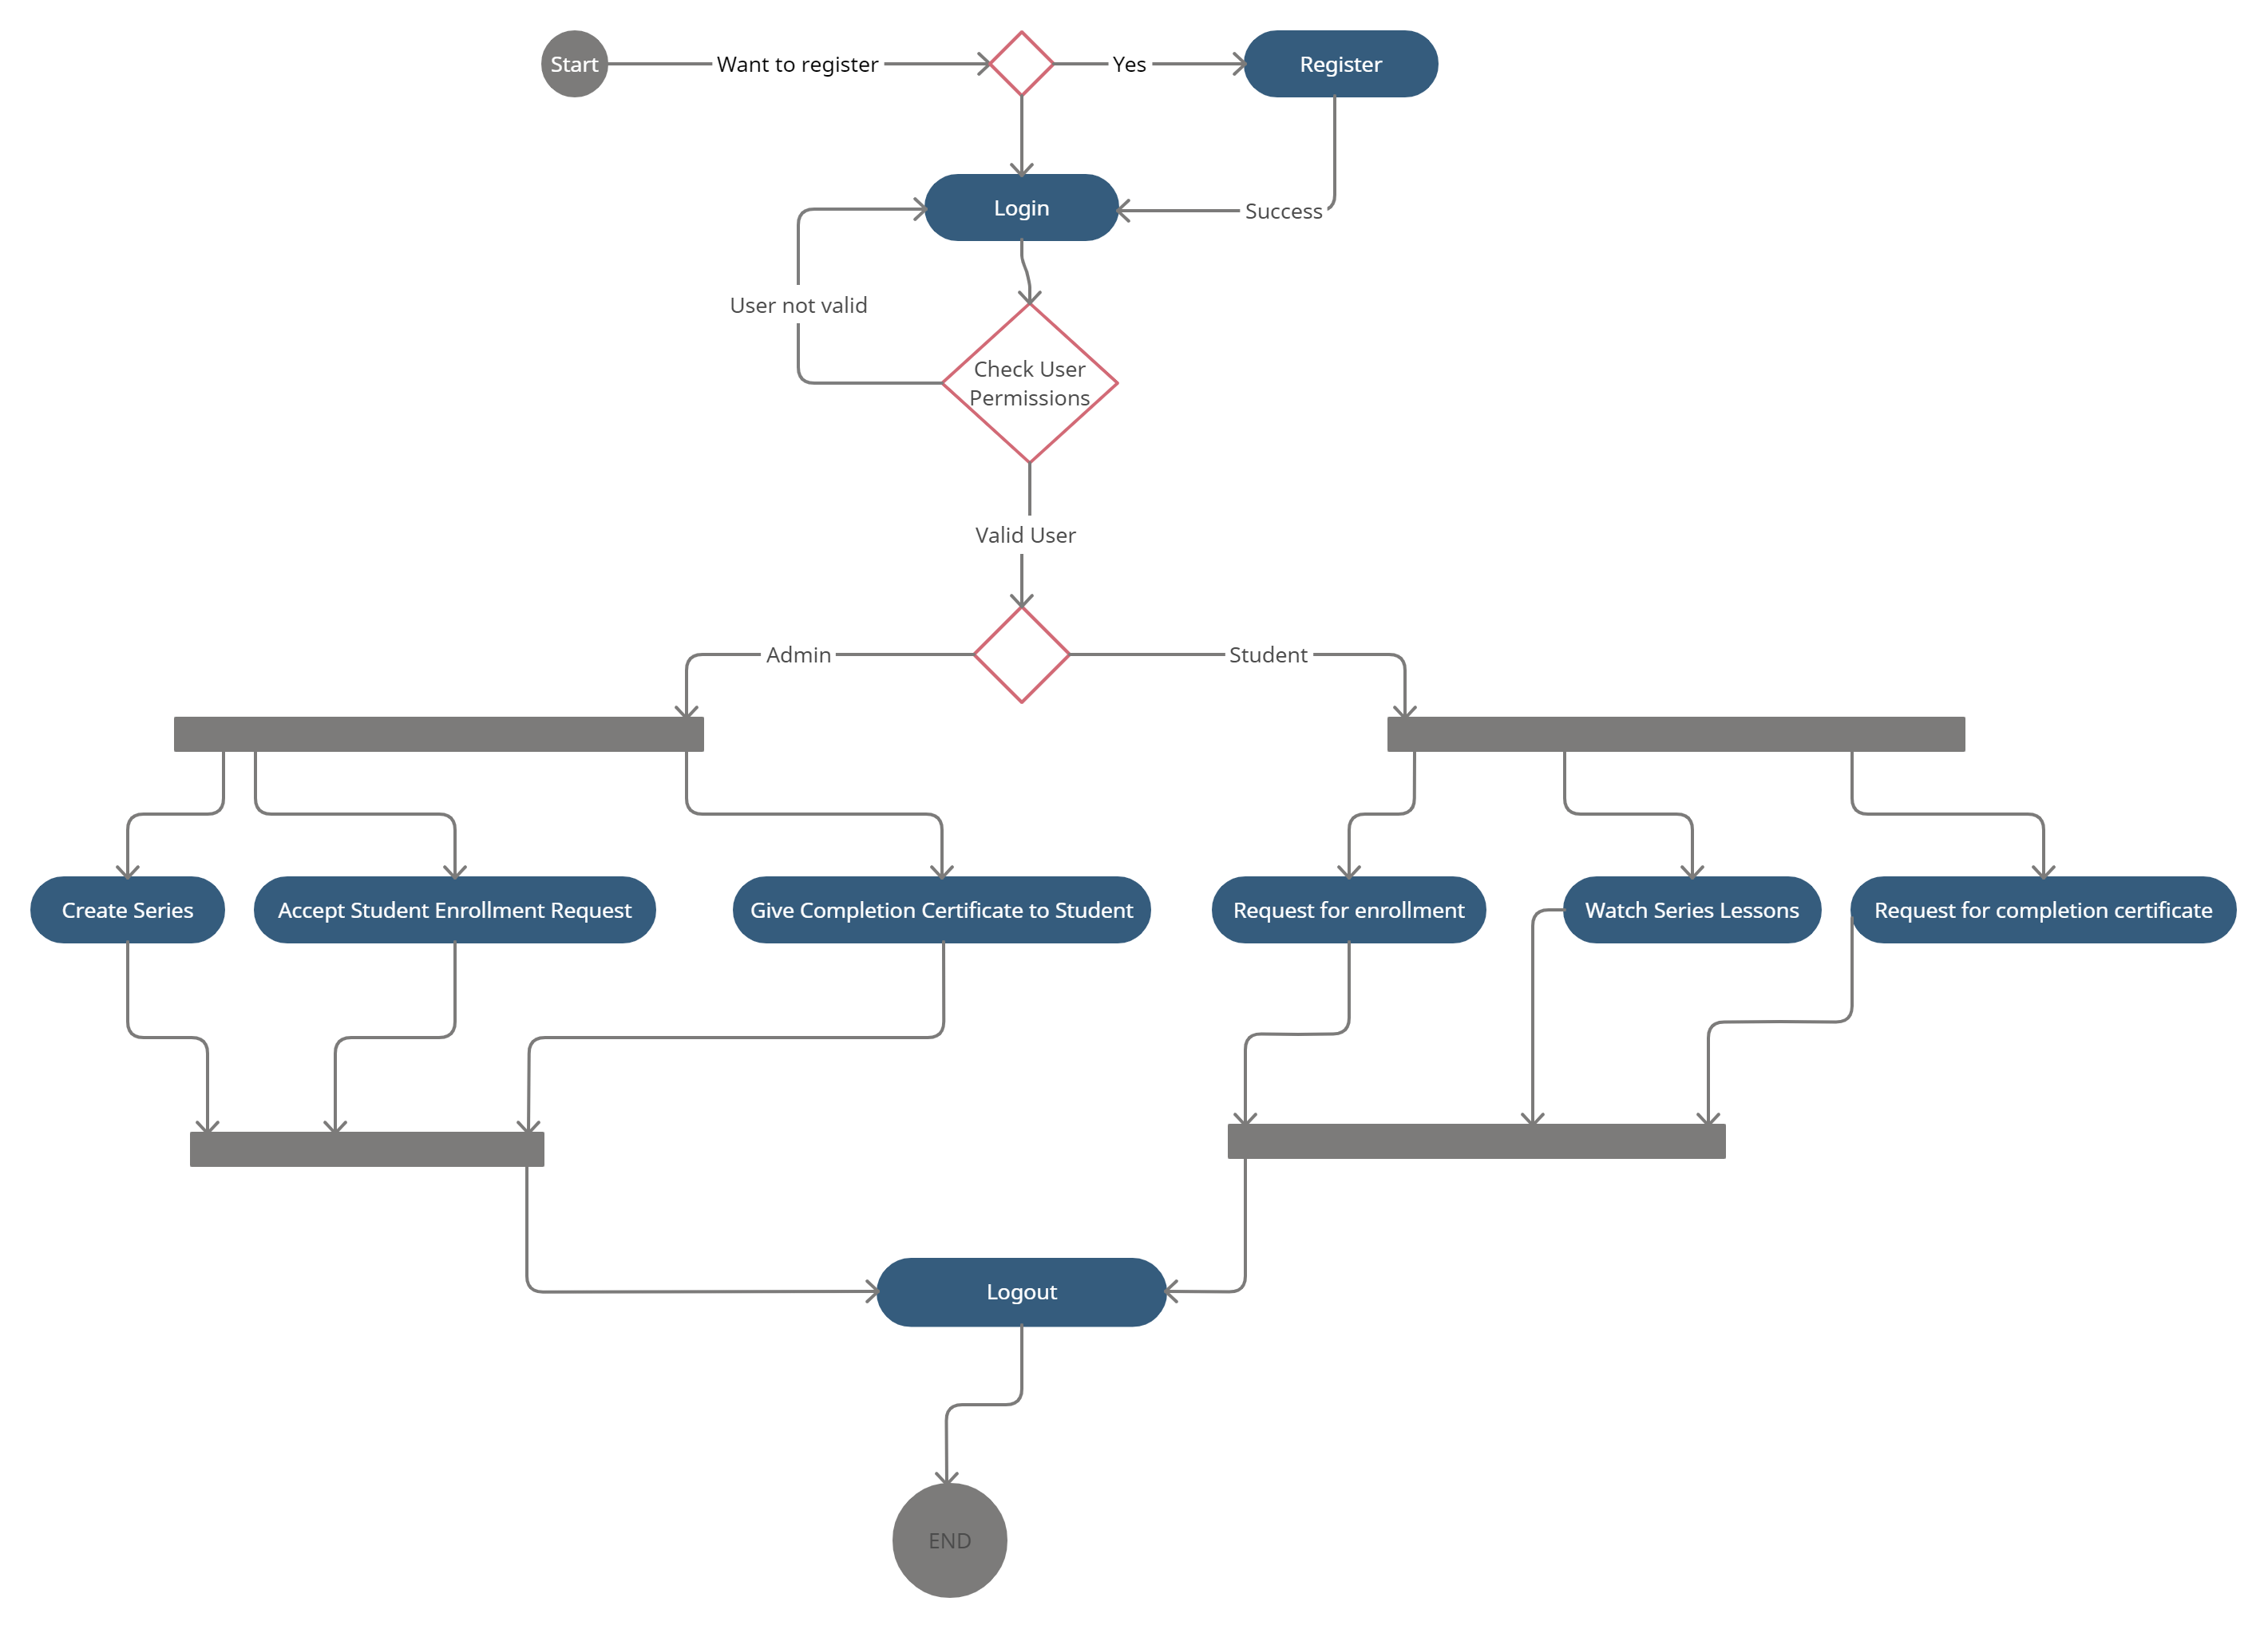 Start
Want to register
Yes
Register
Login
Success
User not valid
Check User
Permissions
Valid User
Admin
Student
Create Series
Accept Student Enrollment Request
Give Completion Certificate to Student
Request for enrollment
Watch Series Lessons
Request for completion certificate
Logout
END